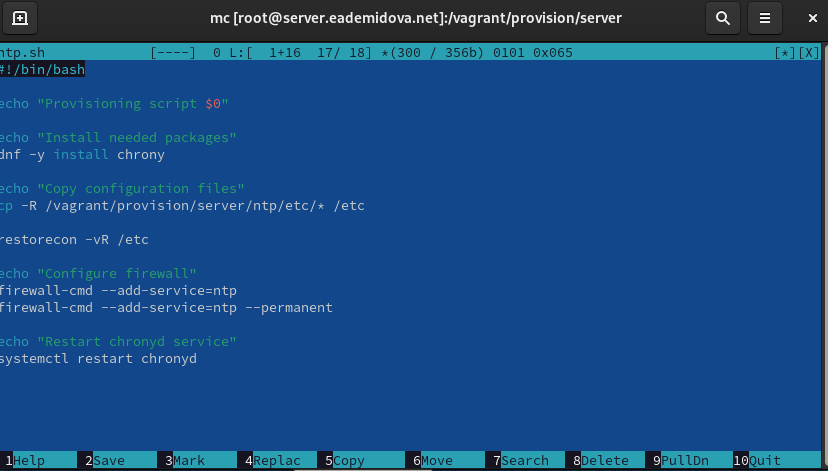 mc [root@server.eademidova.net]:/vagrant/provision/server
ntp.sh [----] 0 L:[ 1+16 17/ 18] *(300 / 356b) 0101 0x065 [*][X]
#!/bin/bash
echo "Provisioning script $0"
echo "Install needed packages"
dnf -y install chrony
echo "Copy configuration files"
cp -R /vagrant/provision/server/ntp/etc/* /etc
restorecon -vR /etc
echo "Configure firewall"
firewall-cmd --add-service=ntp
firewall-cmd --add-service=ntp --permanent
echo "Restart chronyd service"
systemctl restart chronyd
1Help 2Save 3Mark 4Replac 5Copy 6Move 7Search 8Delete 9PullDn 10Quit